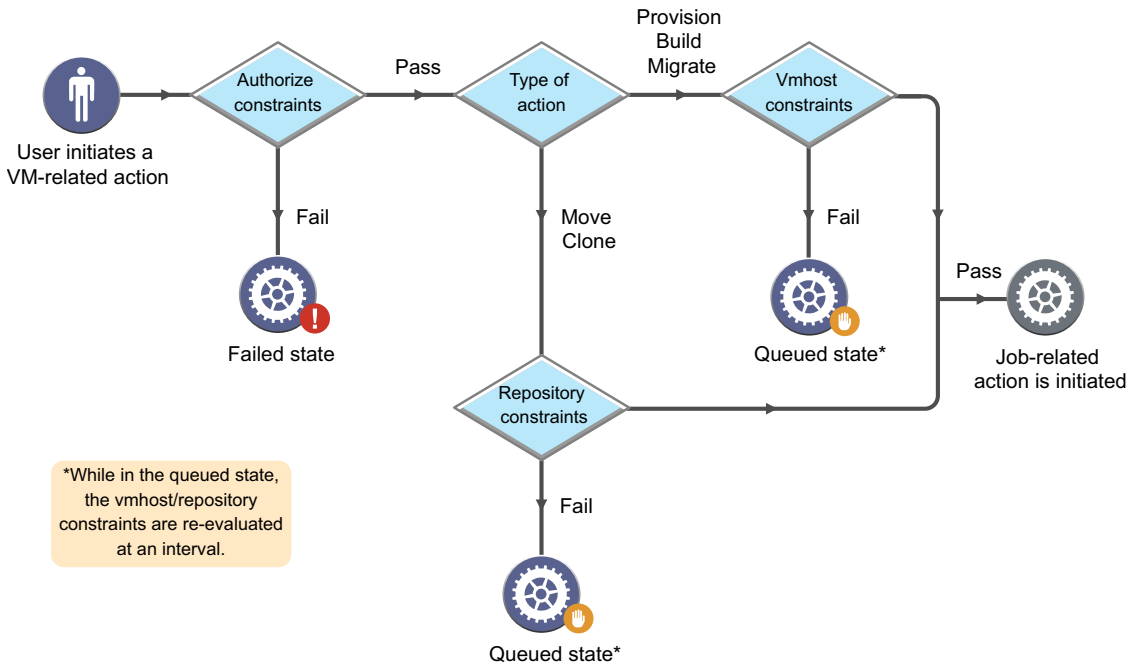 Provision
Build
Migrate
Authorize
constraints
Pass
Type of
action
Vmhost
constraints
User initiates a
VM-related action
Fail
Move
Clone
Fail
Pass
Failed state
Queued state*
Job-related
action is initiated
Repository
constraints
*While in the queued state,
the vmhost/repository
constraints are re-evaluated
at an interval.
Fail
Queued state*